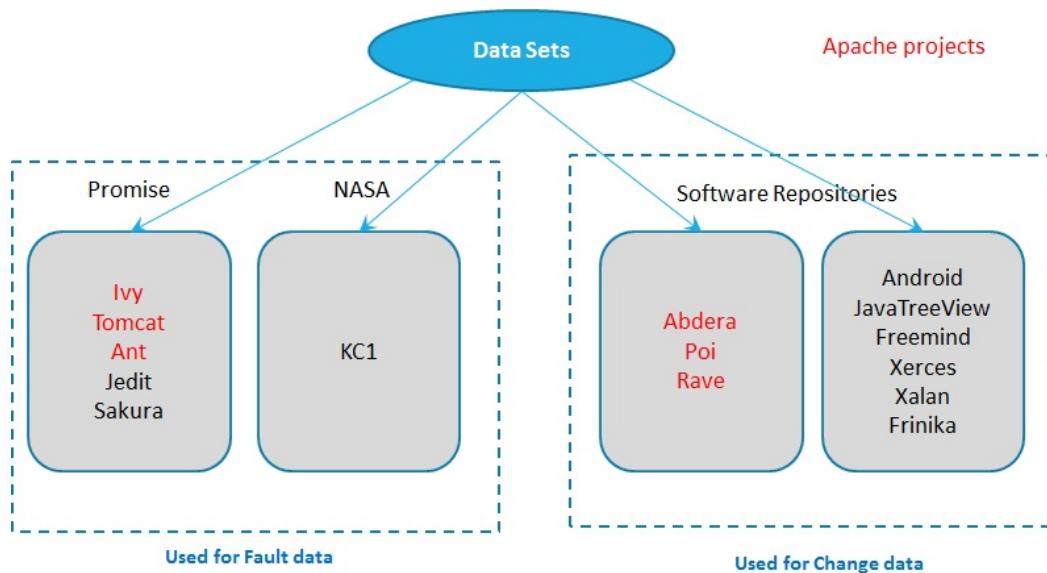 Data Sets
Apache projects
Promise
NASA
Ivy
Tomcat
Ant
Jedit
Sakura
KC1
Used for Fault data
Software Repositories
Abdera
Poi
Rave
Android
JavaTreeView
Freemind
Xerces
Xalan
Frinika
Used for Change data